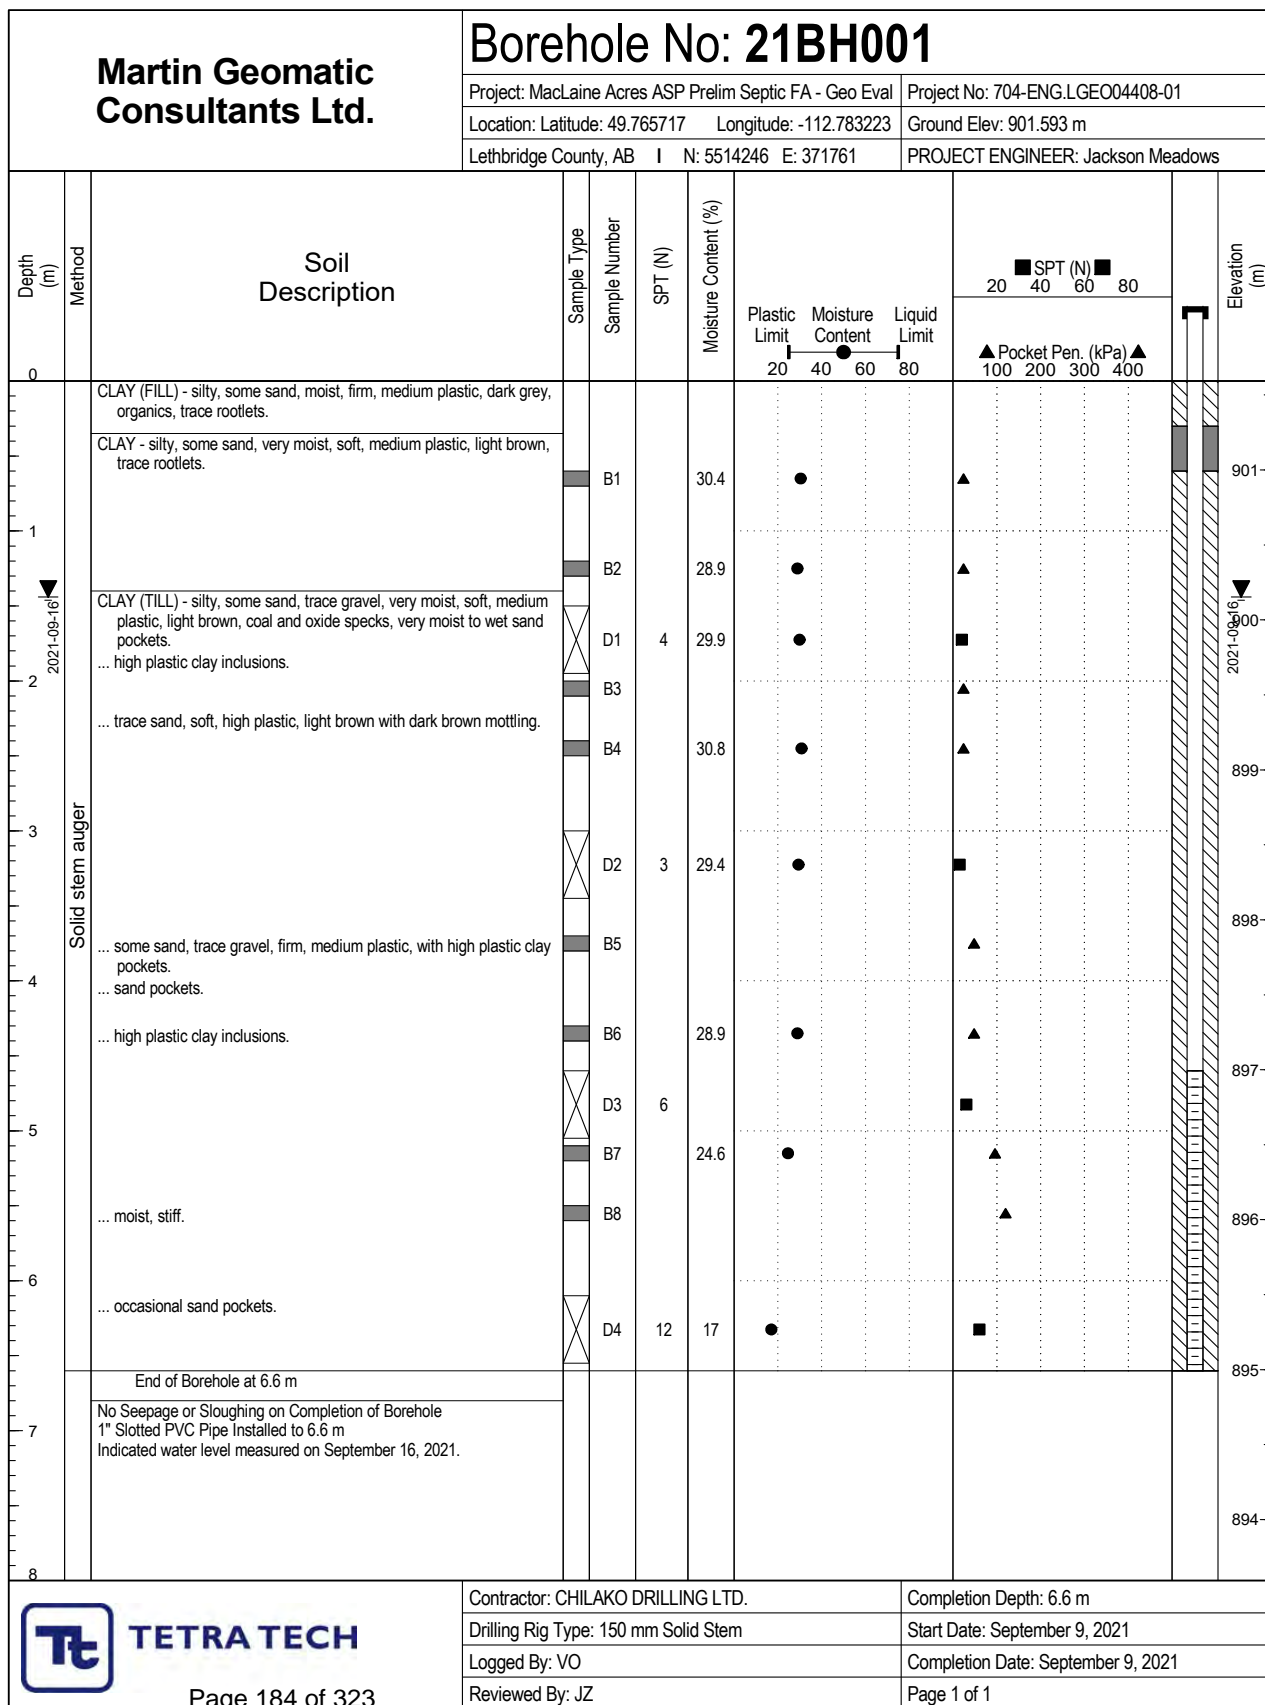 Martin Geomatic
Consultants Ltd.
Borehole No: 21BH001
Project: MacLaine Acres ASP Prelim Septic FA - Geo Eval
Project No: 704-ENG.LGEO04408-01
Location: Latitude: 49.765717 Longitude: -112.783223
Ground Elev: 901.593 m
Lethbridge County, AB I N: 5514246 E: 371761
PROJECT ENGINEER: Jackson Meadows
Depth
(m)
Method
Soil
Description
Sample Type
Sample Number
SPT (N)
Moisture Content (%)
Plastic Moisture Liquid
Limit Content Limit
20 40 60 80
SPT (N)
20 40 60 80
Pocket Pen. (kPa)
100 200 300 400
Elevation
(m)
0
Solid stem auger
CLAY (FILL) - silty, some sand, moist, firm, medium plastic, dark grey,
organics, trace rootlets.
CLAY - silty, some sand, very moist, soft, medium plastic, light brown,
trace rootlets.
901
B1 30.4
1
B2 28.9
2021-09-16
2021-09-16
CLAY (TILL) - silty, some sand, trace gravel, very moist, soft, medium
plastic, light brown, coal and oxide specks, very moist to wet sand
pockets.
900
D1 4 29.9
... high plastic clay inclusions.
2
B3
... trace sand, soft, high plastic, light brown with dark brown mottling.
B4 30.8
899
3
D2 3 29.4
898
... some sand, trace gravel, firm, medium plastic, with high plastic clay
pockets.
B5
4
... sand pockets.
... high plastic clay inclusions.
B6 28.9
897
D3 6
5
B7 24.6
... moist, stiff.
B8
896
6
... occasional sand pockets.
D4 12 17
895
End of Borehole at 6.6 m
No Seepage or Sloughing on Completion of Borehole
1" Slotted PVC Pipe Installed to 6.6 m
Indicated water level measured on September 16, 2021.
7
894
8
Tt TETRA TECH
Page 184 of 323
Contractor: CHILAKO DRILLING LTD.
Completion Depth: 6.6 m
Drilling Rig Type: 150 mm Solid Stem
Start Date: September 9, 2021
Logged By: VO
Completion Date: September 9, 2021
Reviewed By: JZ
Page 1 of 1